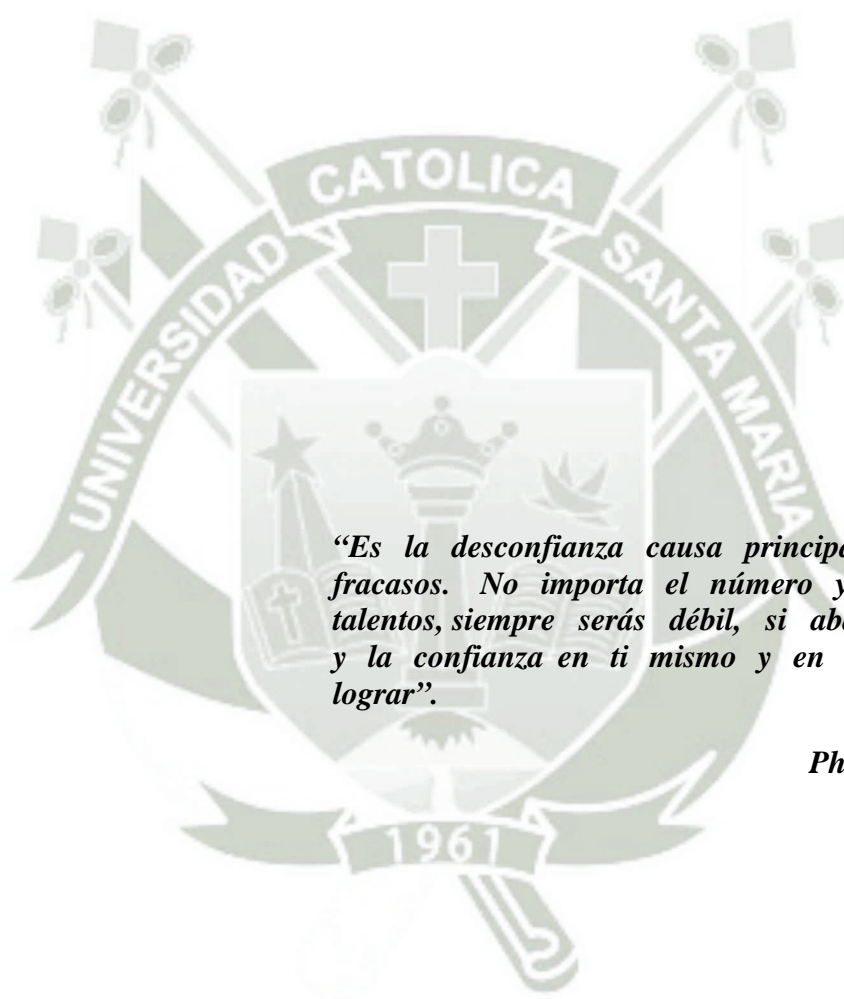 CATOLICA
UNIVERSIDAD
SANTA MARIA
“Es la desconfianza causa principa
fracasos. No importa el número y
talentos, siempre serás débil, si ab
y la confianza en ti mismo y en
lograr”.
Ph
1961